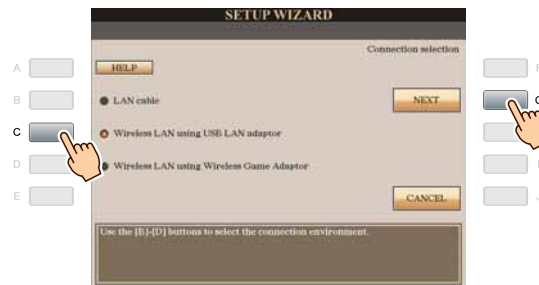 SETUP WIZARD
Connection selection
HELP
A
B
LAN cable
NEXT
C
Wireless LAN using USB LAN adaptor
D
Wireless LAN using Wireless Game Adaptor
E
CANCEL
Use the [B]-[D] buttons to select the connection environment.